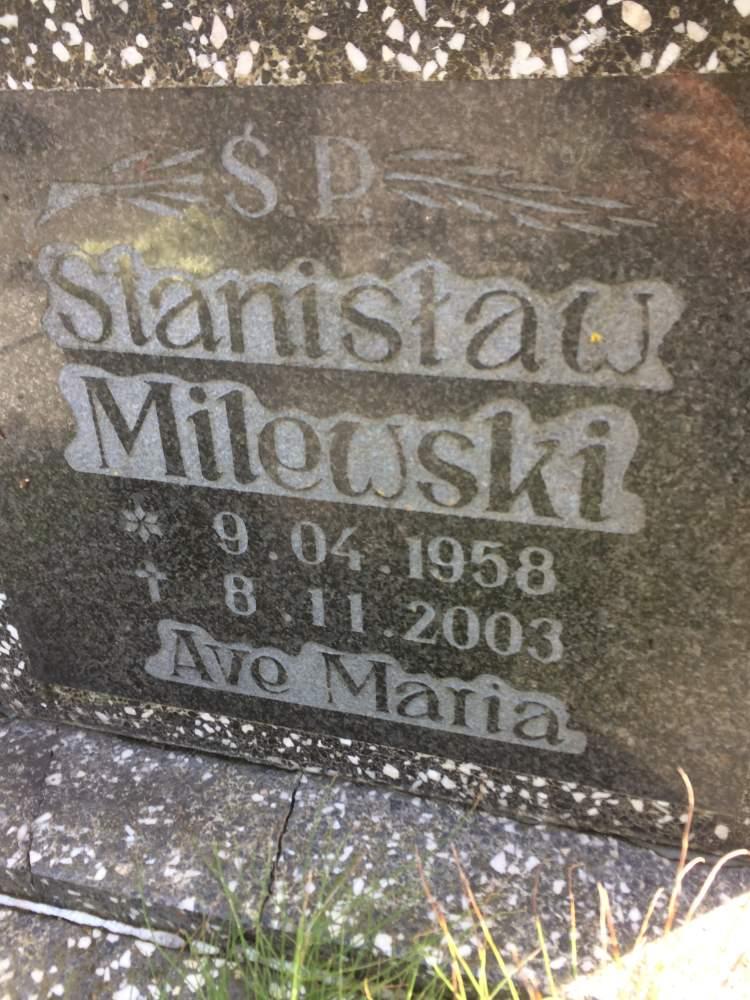 Ś. P.
Stanisław
Milewski
* 9.04.1958
† 8.11.2003
Ave Maria